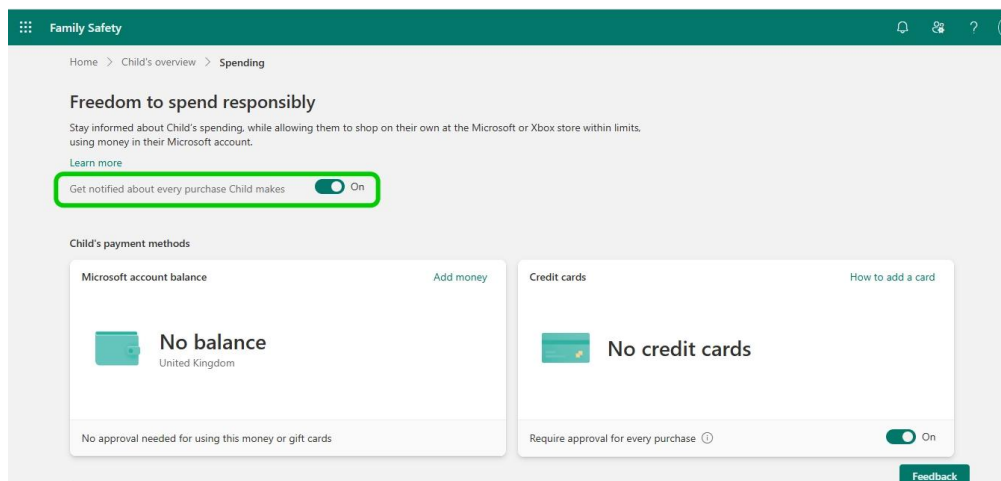 Family Safety
?
Home > Child's overview > Spending
Freedom to spend responsibly
Stay informed about Child's spending, while allowing them to shop on their own at the Microsoft or Xbox store within limits,
using money in their Microsoft account.
Learn more
Get notified about every purchase Child makes On
Child's payment methods
Microsoft account balance Add money
No balance
United Kingdom
No approval needed for using this money or gift cards
Credit cards How to add a card
No credit cards
Require approval for every purchase On
Feedback